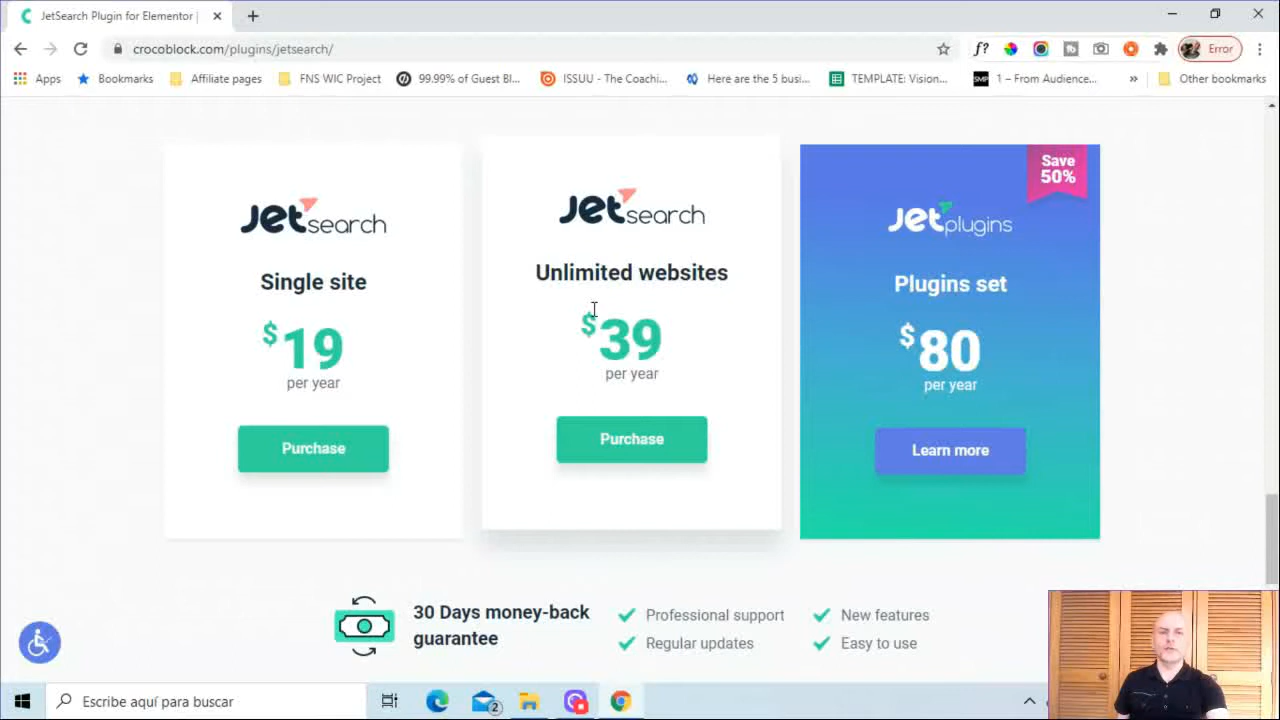 JetSearch Plugin for Elementor |
crocoblock.com/plugins/jetsearch/
f?
Error
Apps
Bookmarks
Affiliate pages
FNS WIC Project
99.99% of Guest Bl...
ISSUU - The Coachi...
Here are the 5 busi...
TEMPLATE: Vision...
SMP
1 – From Audience...
»
Other bookmarks
Jetsearch
Single site
$19
per year
Purchase
Jetsearch
Unlimited websites
$39
per year
Purchase
Save
50%
Jetplugins
Plugins set
$80
per year
Learn more
30 Days money-back
guarantee
Professional support
Regular updates
New features
Easy to use
Escribe aquí para buscar
2